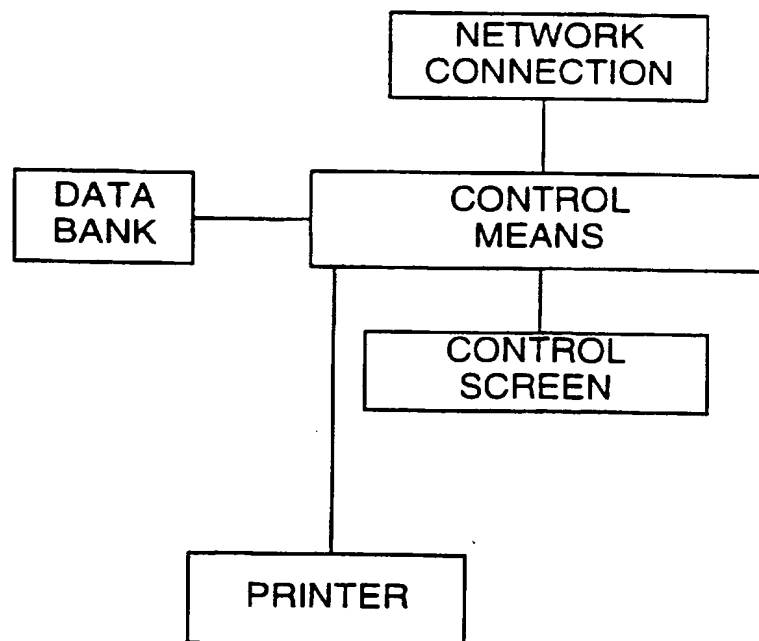 NETWORK
CONNECTION
DATA
BANK
CONTROL
MEANS
CONTROL
SCREEN
PRINTER